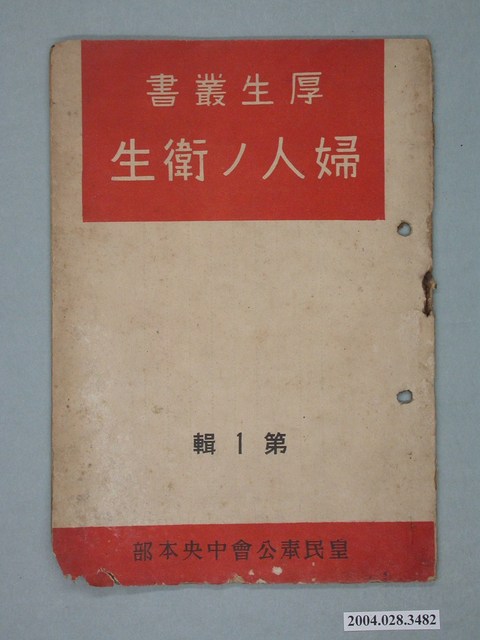 厚生叢書
婦人ノ衛生
第1輯
皇民奉公會中央本部
2004.028.3482